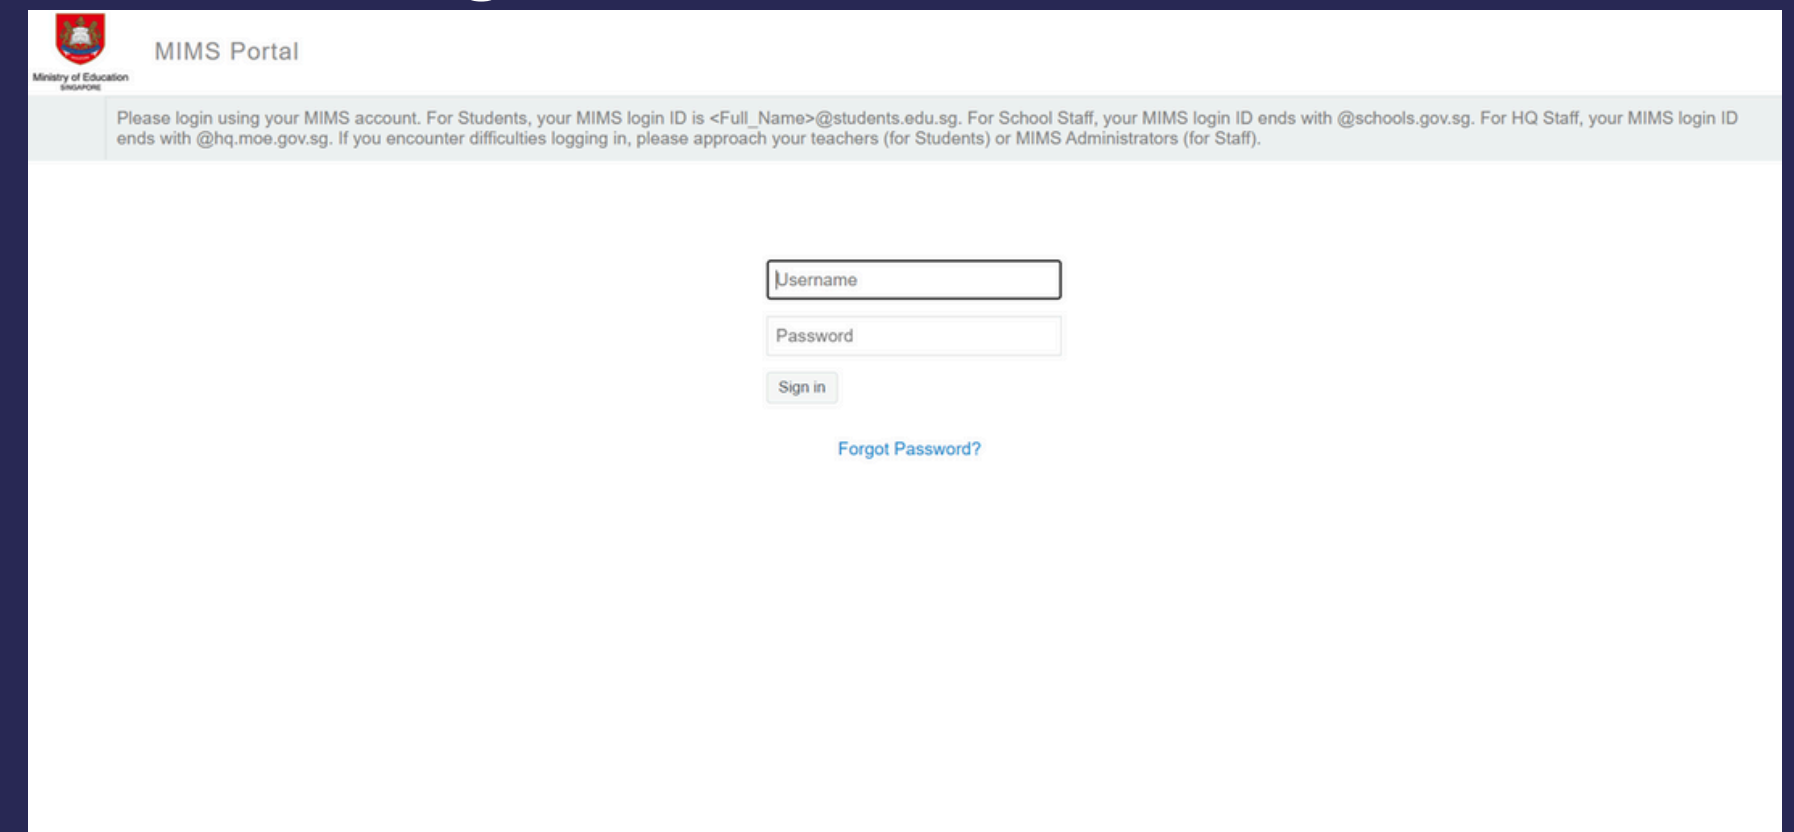 Ministry of Education
SINGAPORE
MIMS Portal
Please login using your MIMS account. For Students, your MIMS login ID is <Full_Name>@students.edu.sg. For School Staff, your MIMS login ID ends with @schools.gov.sg. For HQ Staff, your MIMS login ID
ends with @hq.moe.gov.sg. If you encounter difficulties logging in, please approach your teachers (for Students) or MIMS Administrators (for Staff).
Username
Password
Sign in
Forgot Password?